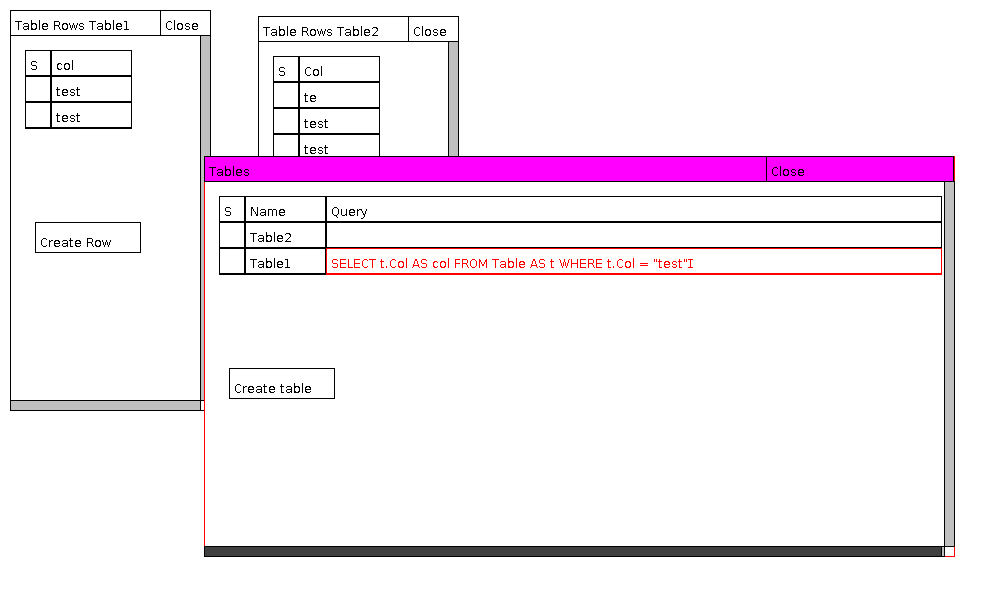 Table Rows Table1 Close
S col
test
test
Create Row
Table Rows Table2 Close
S Col
te
test
test
Tables Close
S Name Query
Table2
Table1 SELECT t.Col AS col FROM Table AS t WHERE t.Col = "test"I
Create table